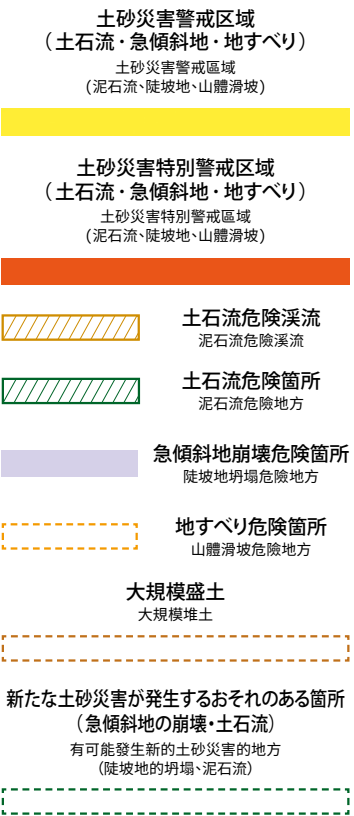 土砂災害警戒区域
（土石流・急傾斜地・地すべり）
土砂災害警戒區域
(泥石流､陡坡地､山體滑坡)
土砂災害特別警戒区域
（土石流・急傾斜地・地すべり）
土砂災害特別警戒區域
(泥石流､陡坡地､山體滑坡)
土石流危険渓流
泥石流危險溪流
土石流危険箇所
泥石流危險地方
急傾斜地崩壊危険箇所
陡坡地坍塌危險地方
地すべり危険箇所
山體滑坡危險地方
大規模盛土
大規模堆土
新たな土砂災害が発生するおそれのある箇所
（急傾斜地の崩壊・土石流）
有可能發生新的土砂災害的地方
(陡坡地的坍塌､泥石流)